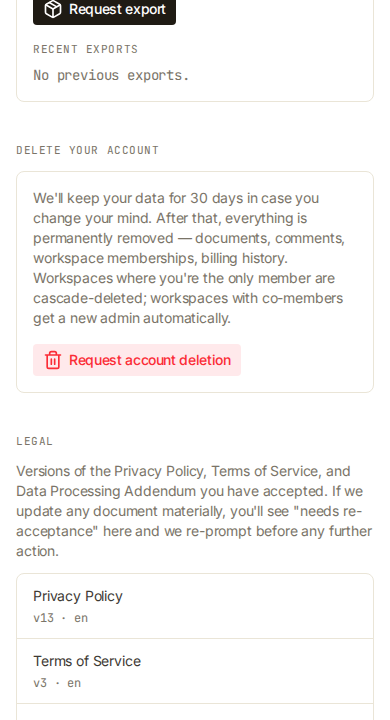 Request export
RECENT EXPORTS
No previous exports.
DELETE YOUR ACCOUNT
We'll keep your data for 30 days in case you
change your mind. After that, everything is
permanently removed — documents, comments,
workspace memberships, billing history.
Workspaces where you're the only member are
cascade-deleted; workspaces with co-members
get a new admin automatically.
Request account deletion
LEGAL
Versions of the Privacy Policy, Terms of Service, and
Data Processing Addendum you have accepted. If we
update any document materially, you'll see "needs re-
acceptance" here and we re-prompt before any further
action.
Privacy Policy
v13 · en
Terms of Service
v3 · en